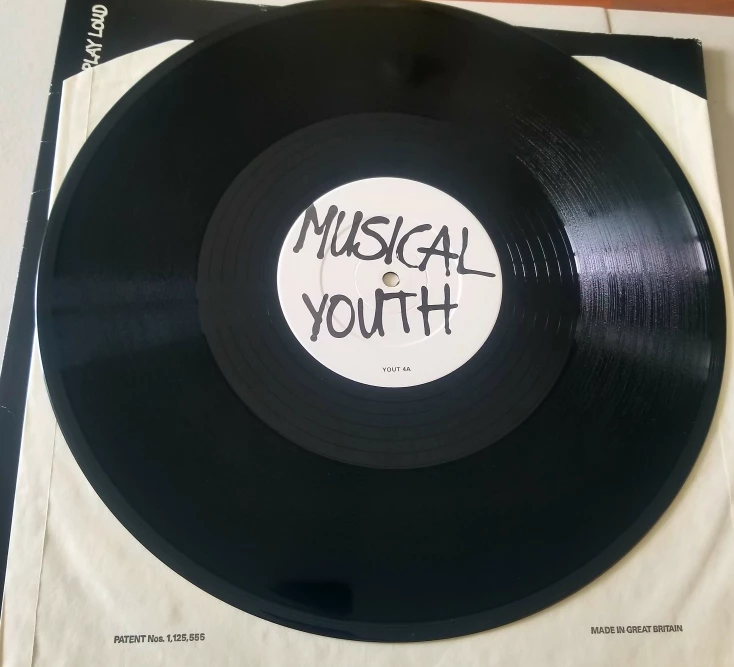 PLAY LOUD
MUSICAL
YOUTH
YOUT 4A
PATENT Nos. 1,125,555
MADE IN GREAT BRITAIN